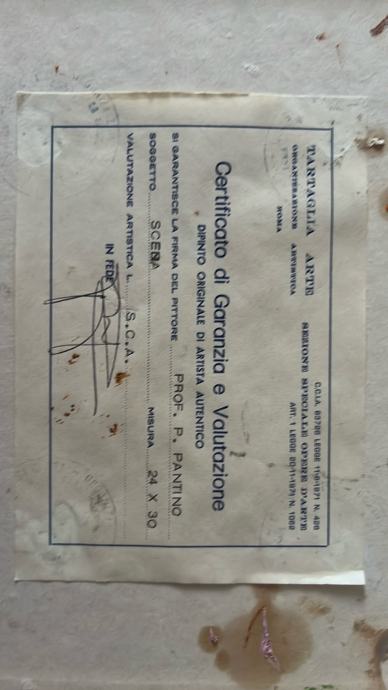 TARTAGLIA ARTE
ORGANIZZAZIONE ARTISTICA
ROMA
C.C.I.A. 83726 LEGGE 11-6-1971 N. 426
SEZIONE SPECIALE OPERE D'ARTE
ART. 1 LEGGE 20-11-1971 N. 1062
Certificato di Garanzia e Valutazione
DIPINTO ORIGINALE DI ARTISTA AUTENTICO
SI GARANTISCE LA FIRMA DEL PITTORE PROF. P. PANTINO
SOGGETTO SCENA MISURA 24 X 30
VALUTAZIONE ARTISTICA L. S.C.A.
IN FEDE